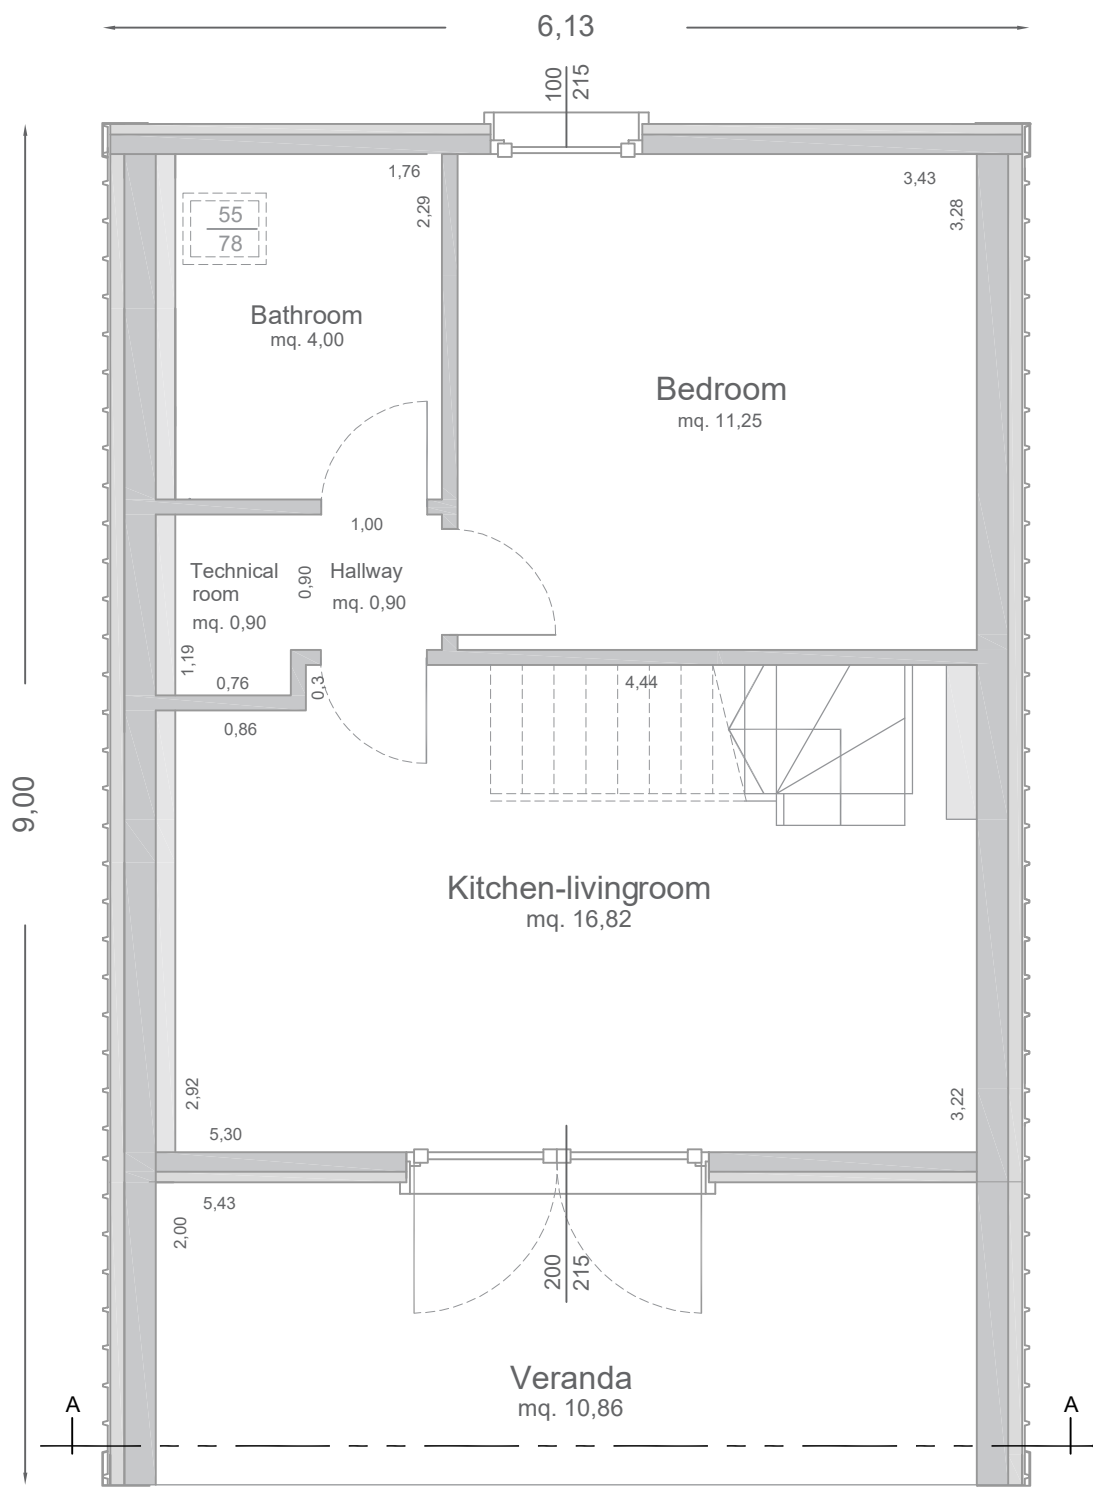 6,13
100
215
1,76
2,29
3,43
3,28
55
78
Bathroom
mq. 4,00
Bedroom
mq. 11,25
1,00
Technical
room
mq. 0,90
0,90
Hallway
mq. 0,90
1,19
0,76
0,3
4,44
0,86
9,00
Kitchen-livingroom
mq. 16,82
2,92
5,30
3,22
5,43
2,00
200
215
Veranda
mq. 10,86
A
A